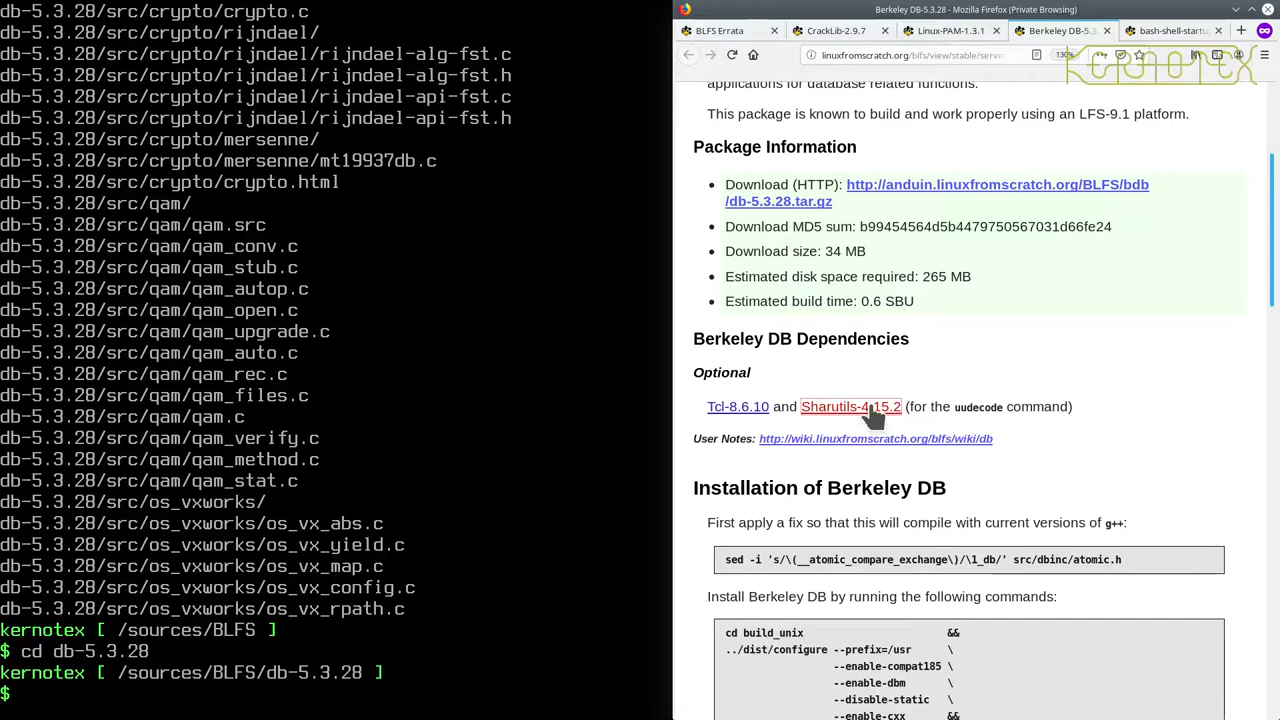 db-5.3.28/src/crypto/crypto.c
db-5.3.28/src/crypto/rijndael/
db-5.3.28/src/crypto/rijndael/rijndael-alg-fst.c
db-5.3.28/src/crypto/rijndael/rijndael-alg-fst.h
db-5.3.28/src/crypto/rijndael/rijndael-api-fst.c
db-5.3.28/src/crypto/rijndael/rijndael-api-fst.h
db-5.3.28/src/crypto/mersenne/
db-5.3.28/src/crypto/mersenne/mt19937db.c
db-5.3.28/src/crypto/crypto.html
db-5.3.28/src/qam/
db-5.3.28/src/qam/qam.src
db-5.3.28/src/qam/qam_conv.c
db-5.3.28/src/qam/qam_stub.c
db-5.3.28/src/qam/qam_autop.c
db-5.3.28/src/qam/qam_open.c
db-5.3.28/src/qam/qam_upgrade.c
db-5.3.28/src/qam/qam_auto.c
db-5.3.28/src/qam/qam_rec.c
db-5.3.28/src/qam/qam_files.c
db-5.3.28/src/qam/qam.c
db-5.3.28/src/qam/qam_verify.c
db-5.3.28/src/qam/qam_method.c
db-5.3.28/src/qam/qam_stat.c
db-5.3.28/src/os_vxworks/
db-5.3.28/src/os_vxworks/os_vx_abs.c
db-5.3.28/src/os_vxworks/os_vx_yield.c
db-5.3.28/src/os_vxworks/os_vx_map.c
db-5.3.28/src/os_vxworks/os_vx_config.c
db-5.3.28/src/os_vxworks/os_vx_rpath.c
kernotex [ /sources/BLFS ]
$ cd db-5.3.28
kernotex [ /sources/BLFS/db-5.3.28 ]
$
Berkeley DB-5.3.28 - Mozilla Firefox (Private Browsing)
BLFS Errata
CrackLib-2.9.7
Linux-PAM-1.3.1
Berkeley DB-5.3
bash-shell-startu
linuxfromscratch.org/blfs/view/stable/serve
130%
KERNOTEX
applications for database related functions.
This package is known to build and work properly using an LFS-9.1 platform.
Package Information
• Download (HTTP): http://anduin.linuxfromscratch.org/BLFS/bdb
/db-5.3.28.tar.gz
• Download MD5 sum: b99454564d5b4479750567031d66fe24
• Download size: 34 MB
• Estimated disk space required: 265 MB
• Estimated build time: 0.6 SBU
Berkeley DB Dependencies
Optional
Tcl-8.6.10 and Sharutils-4.15.2 (for the uudecode command)
User Notes: http://wiki.linuxfromscratch.org/blfs/wiki/db
Installation of Berkeley DB
First apply a fix so that this will compile with current versions of g++:
sed -i 's/\(__atomic_compare_exchange\)/\1_db/' src/dbinc/atomic.h
Install Berkeley DB by running the following commands:
cd build_unix &&
../dist/configure --prefix=/usr \
--enable-compat185 \
--enable-dbm \
--disable-static \
--enable-cxx &&